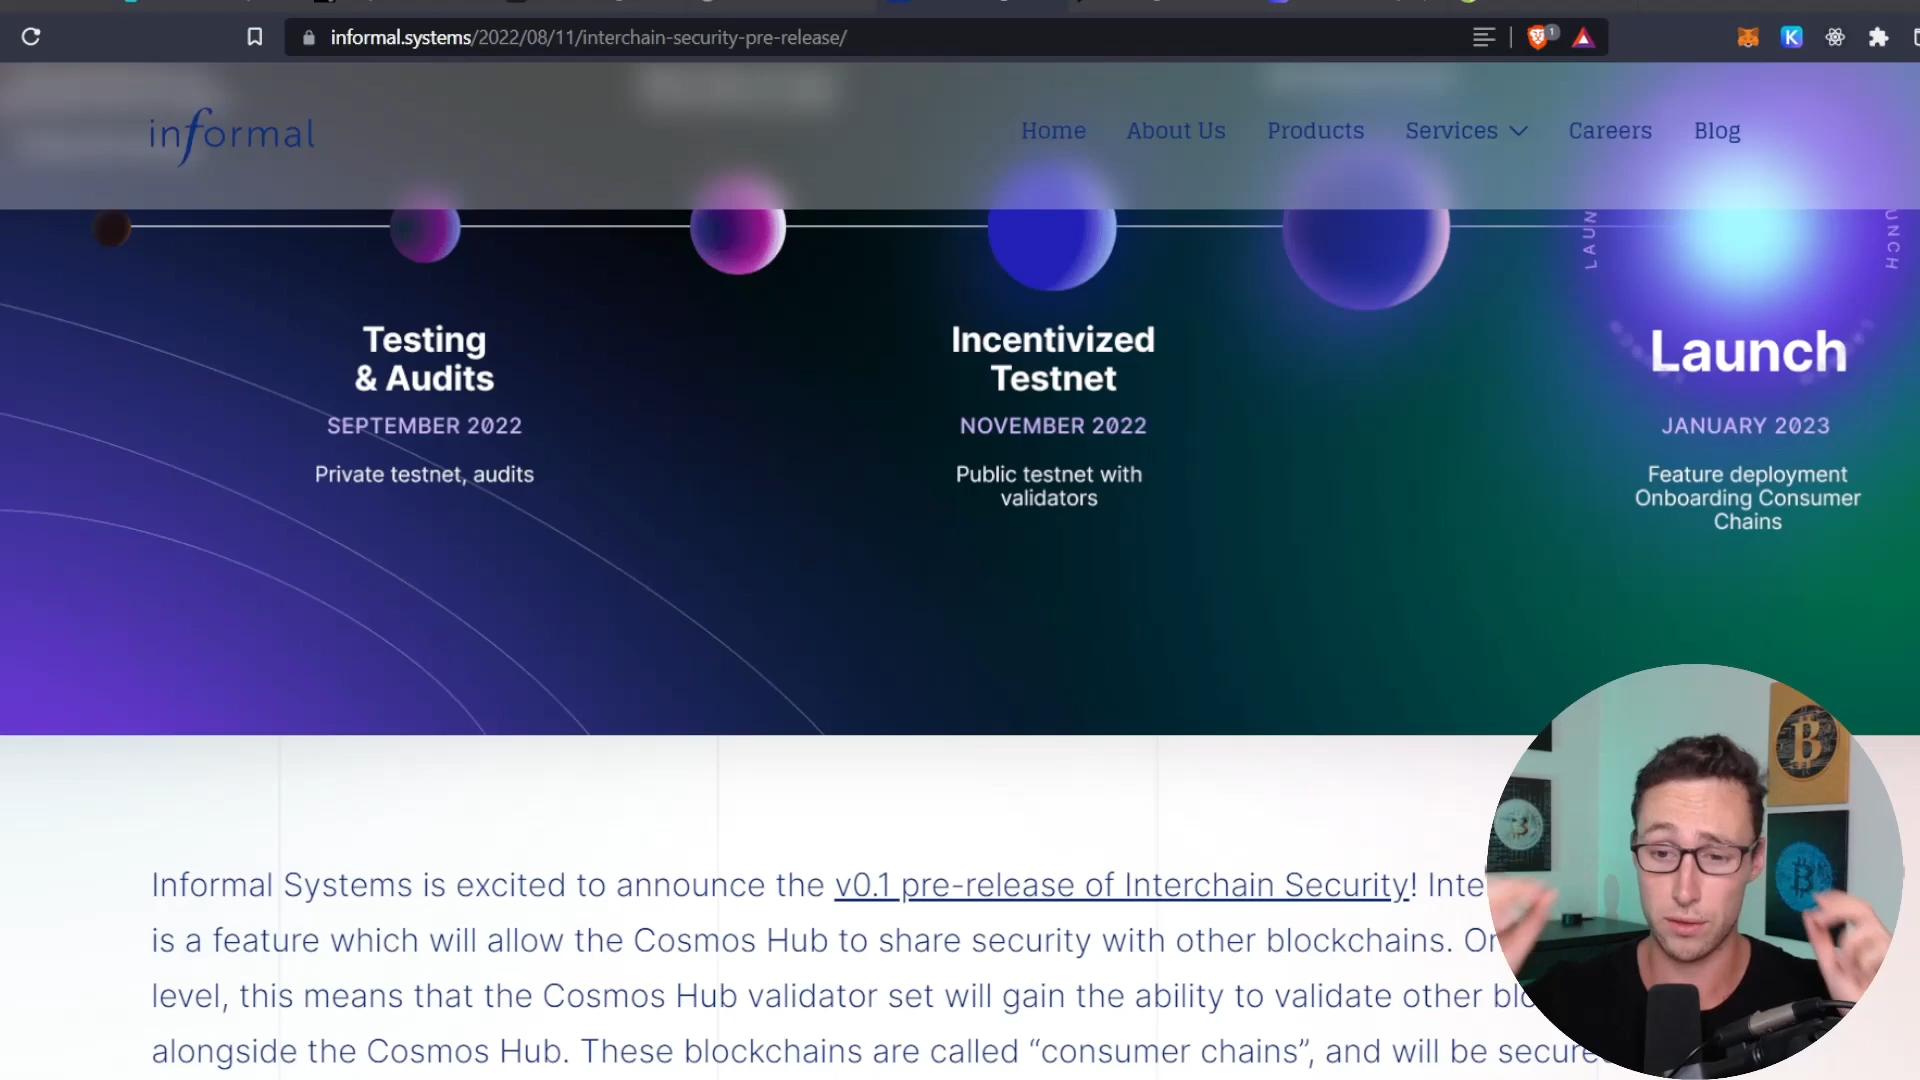 informal.systems/2022/08/11/interchain-security-pre-release/
1
K
informal
Home
About Us
Products
Services
Careers
Blog
LAUN
UNCH
Testing
& Audits
SEPTEMBER 2022
Private testnet, audits
Incentivized
Testnet
NOVEMBER 2022
Public testnet with
validators
Launch
JANUARY 2023
Feature deployment
Onboarding Consumer
Chains
Informal Systems is excited to announce the v0.1 pre-release of Interchain Security! Inte
is a feature which will allow the Cosmos Hub to share security with other blockchains. On
level, this means that the Cosmos Hub validator set will gain the ability to validate other blo
alongside the Cosmos Hub. These blockchains are called “consumer chains”, and will be secure